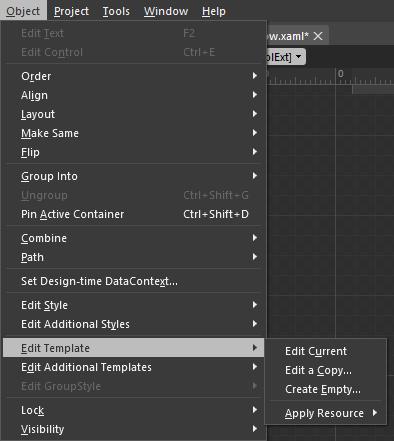 Object Project Tools Window Help
Edit Text F2
Edit Control Ctrl+E
ow.xaml*
olExt]
Order
0
Align
Layout
Make Same
Flip
Group Into
Ungroup Ctrl+Shift+G
Pin Active Container Ctrl+Shift+D
Combine
Path
Set Design-time DataContext...
Edit Style
Edit Additional Styles
Edit Template
Edit Additional Templates
Edit GroupStyle
Lock
Visibility
Edit Current
Edit a Copy...
Create Empty...
Apply Resource